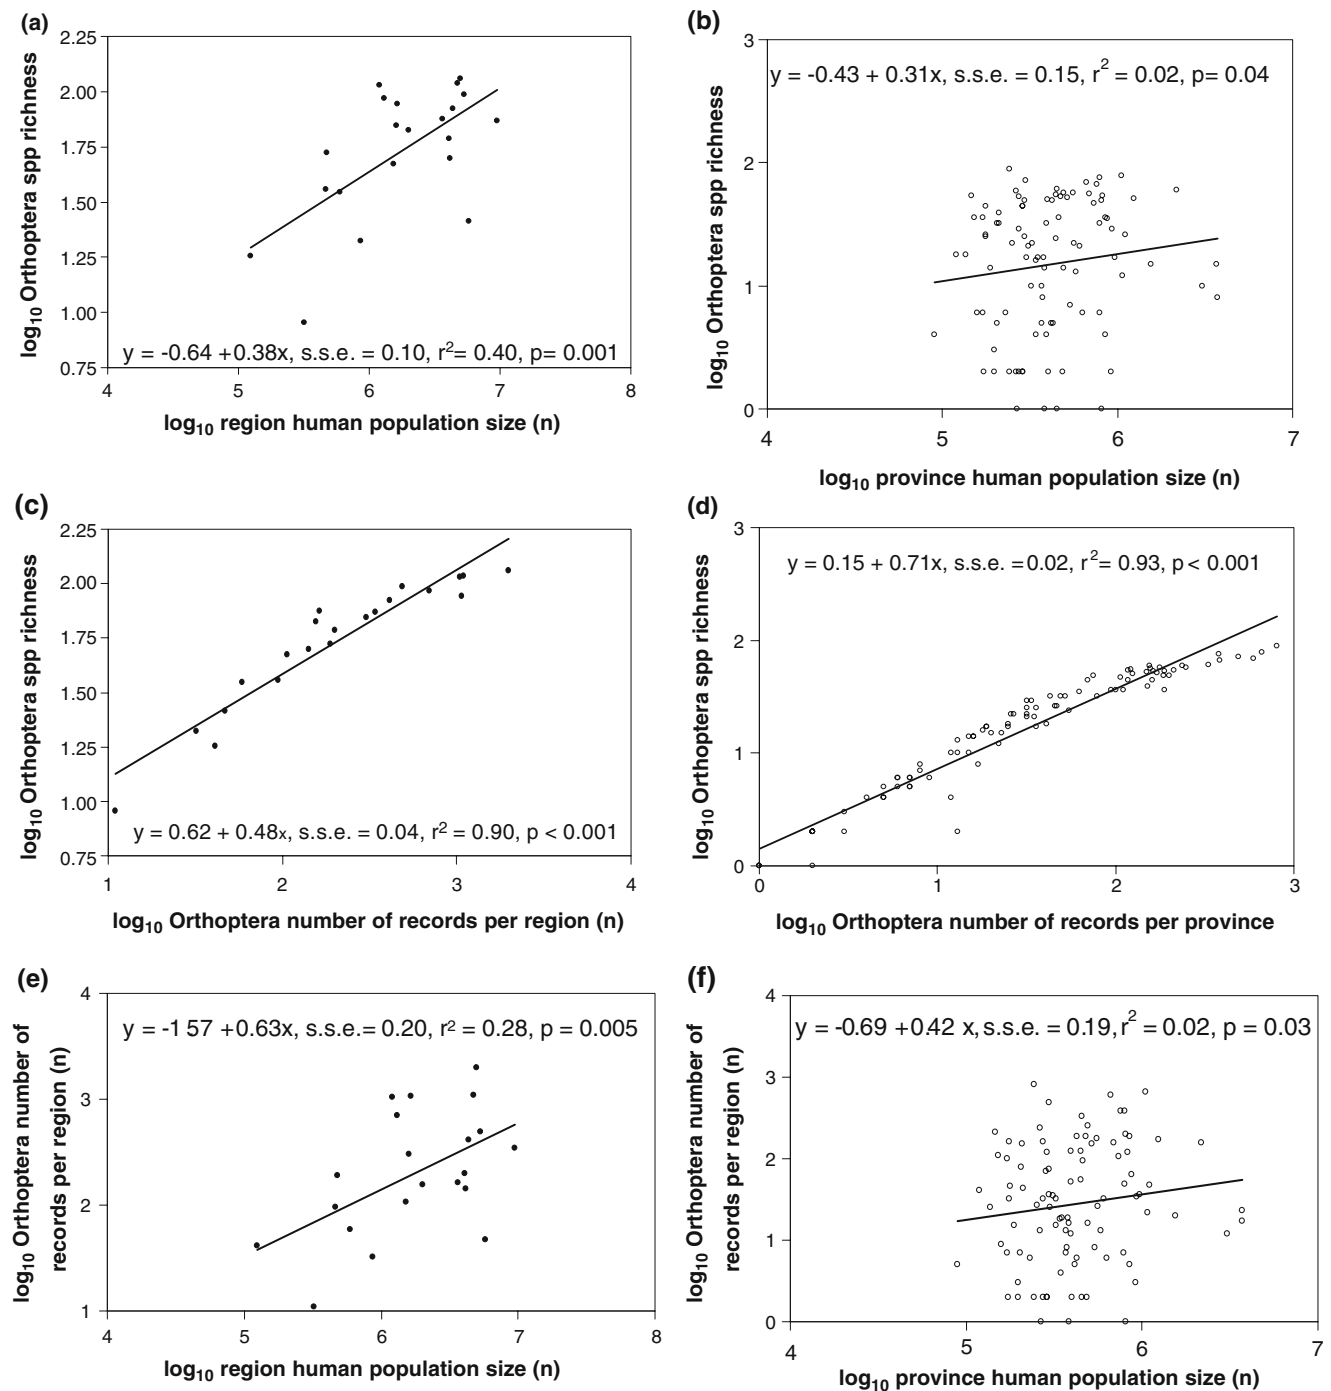 (a)
2.25
2.00
1.75
1.50
1.25
1.00
0.75
log10 Orthoptera spp richness
y = -0.64 +0.38x, s.s.e. = 0.10, r2= 0.40, p= 0.001
4 5 6 7 8
log10 region human population size (n)
(b)
3
2
1
0
log10 Orthoptera spp richness
y = -0.43 + 0.31x, s.s.e. = 0.15, r2 = 0.02, p= 0.04
4 5 6 7
log10 province human population size (n)
(c)
2.25
2.00
1.75
1.50
1.25
1.00
0.75
log10 Orthoptera spp richness
y = 0.62 + 0.48x, s.s.e. = 0.04, r2 = 0.90, p < 0.001
1 2 3 4
log10 Orthoptera number of records per region (n)
(d)
3
2
1
0
log10 Orthoptera spp richness
y = 0.15 + 0.71x, s.s.e. = 0.02, r2= 0.93, p < 0.001
0 1 2 3
log10 Orthoptera number of records per province
(e)
4
3
2
1
log10 Orthoptera number of
records per region (n)
y = -1 57 +0.63x, s.s.e.= 0.20, r2 = 0.28, p = 0.005
4 5 6 7 8
log10 region human population size (n)
(f)
4
3
2
1
0
log10 Orthoptera number of
records per region (n)
y = -0.69 +0.42 x, s.s.e. = 0.19, r2 = 0.02, p = 0.03
4 5 6 7
log10 province human population size (n)